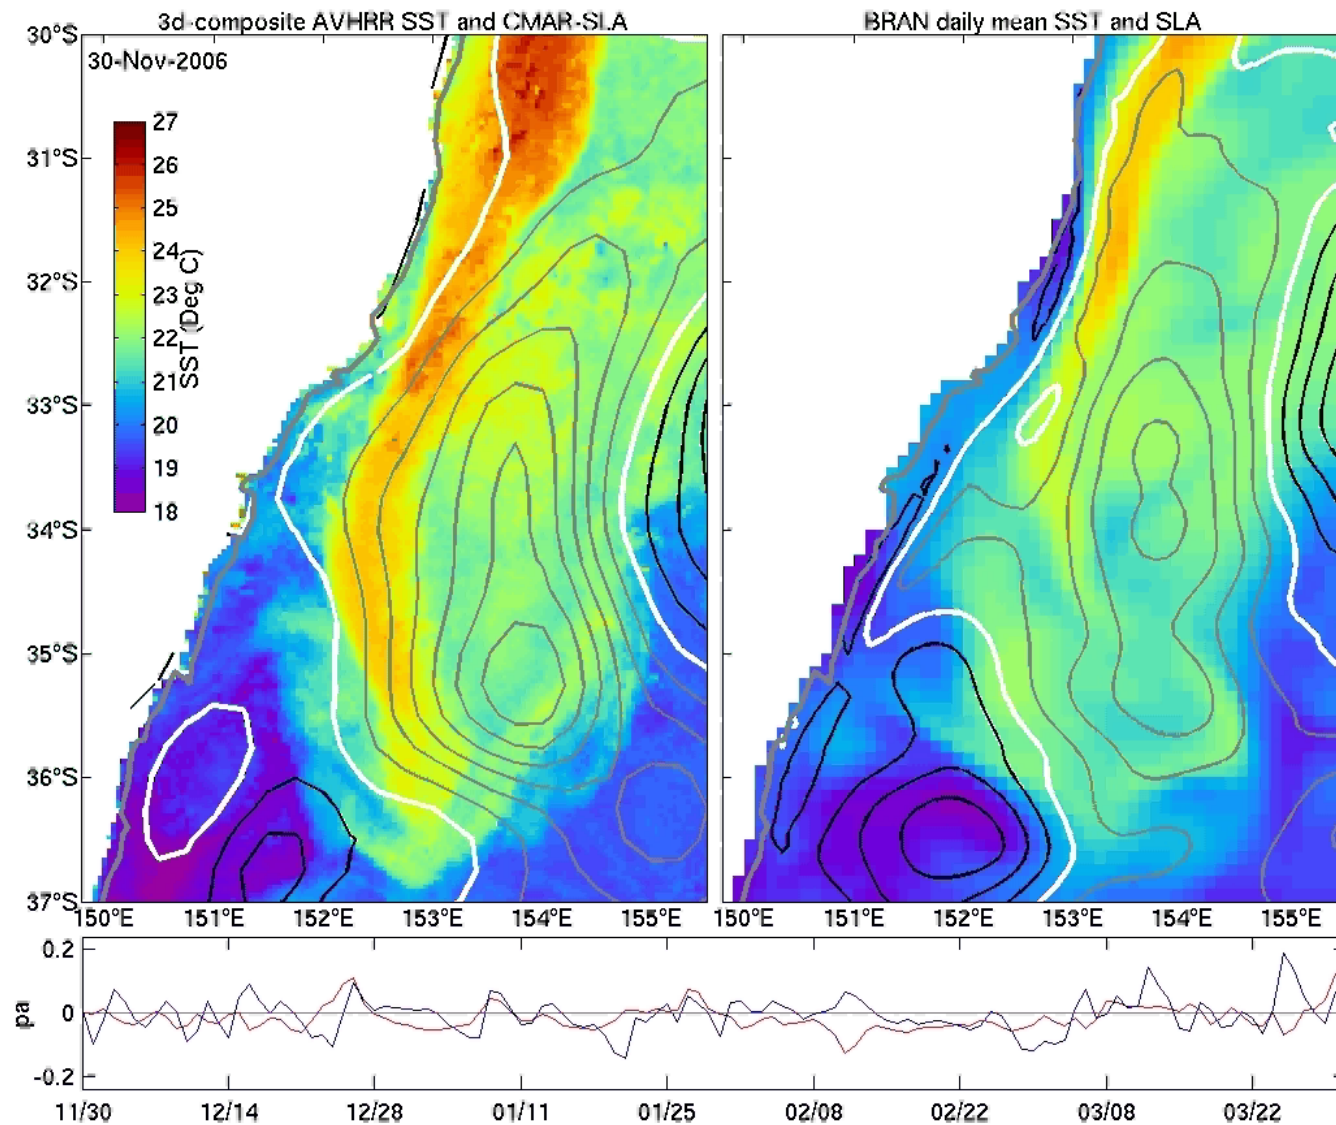 3d-composite AVHRR SST and CMAR-SLA
BRAN daily mean SST and SLA
30°S
30-Nov-2006
27
31°S
26
25
32°S
24
23
22
21
SST (Deg C)
33°S
20
19
34°S
18
35°S
36°S
37°S
150°E 151°E 152°E 153°E 154°E 155°E
150°E 151°E 152°E 153°E 154°E 155°E
0.2
0
-0.2
pa
11/30 12/14 12/28 01/11 01/25 02/08 02/22 03/08 03/22